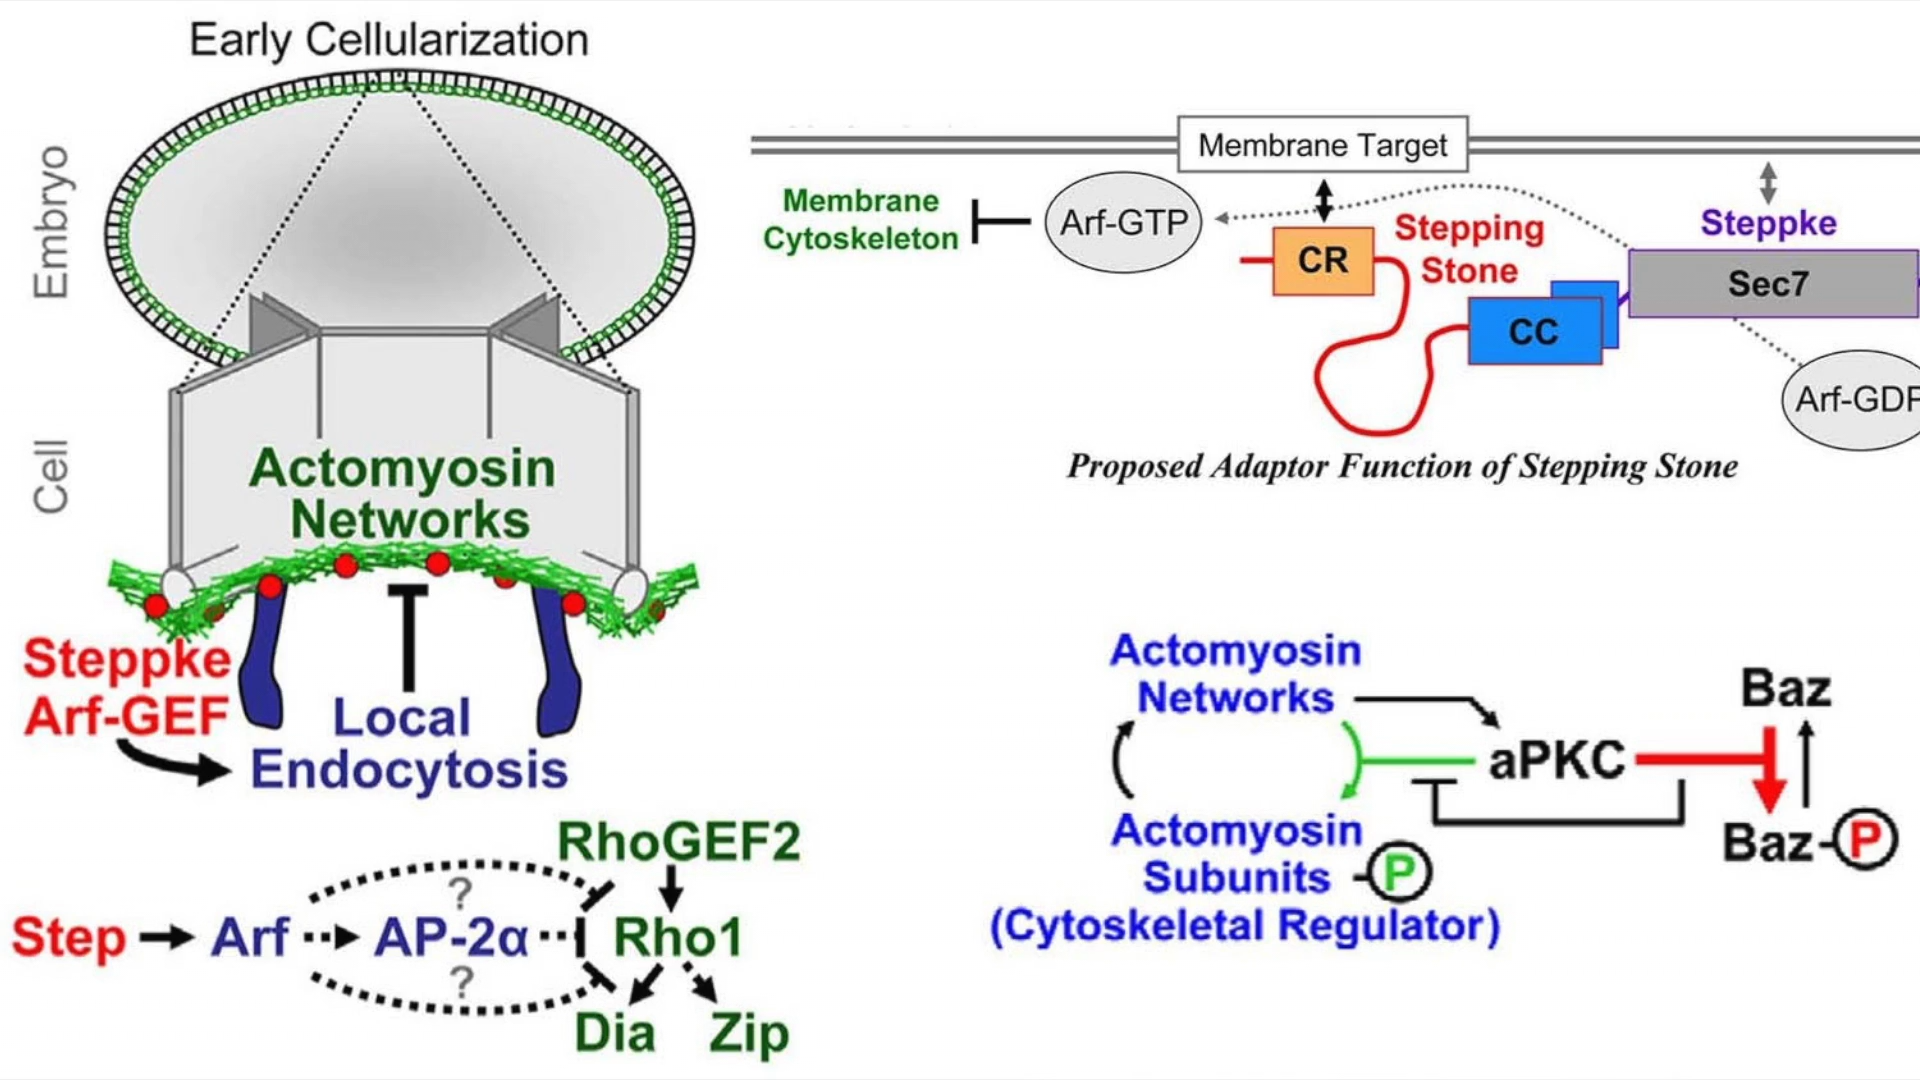 Early Cellularization
Embryo
Cell
Actomyosin
Networks
Steppke
Arf-GEF
Local
Endocytosis
RhoGEF2
?
Step
Arf
AP-2α
Rho1
?
Dia
Zip
Membrane Target
Membrane
Cytoskeleton
Arf-GTP
CR
Stepping
Stone
CC
Steppke
Sec7
Arf-GDP
Proposed Adaptor Function of Stepping Stone
Actomyosin
Networks
aPKC
Baz
Baz-P
Actomyosin
Subunits -P
(Cytoskeletal Regulator)